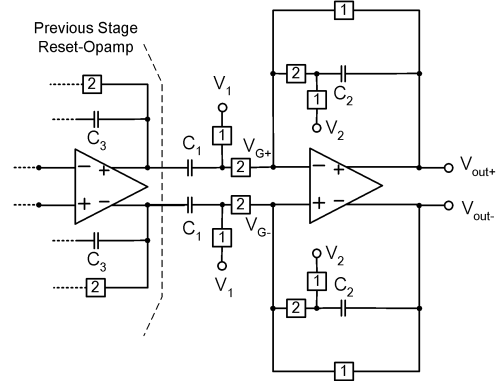 Previous Stage
Reset-Opamp
1
2
C2
1
V2
V1
1
2
C3
C1
2
VG+
− +
+ −
− +
+ −
Vout+
Vout-
C1
2
VG-
C3
2
1
V1
V2
1
2
C2
1